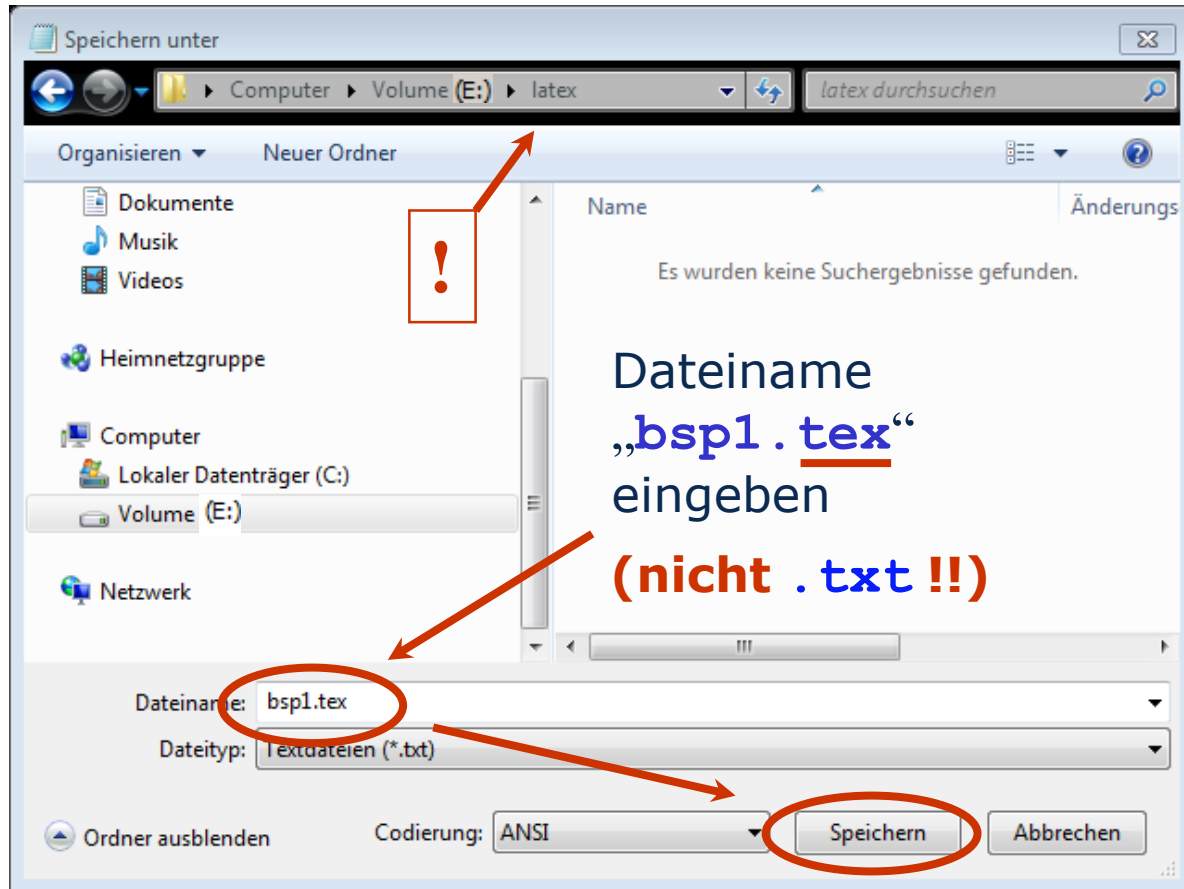 Speichern unter
Computer Volume (E:) latex
latex durchsuchen
Organisieren
Neuer Ordner
Dokumente
Musik
Videos
Heimnetzgruppe
Computer
Lokaler Datenträger (C:)
Volume (E:)
Netzwerk
!
Name
Änderungs
Es wurden keine Suchergebnisse gefunden.
Dateiname
„bsp1.tex“
eingeben
(nicht .txt !!)
Dateiname: bsp1.tex
Dateityp: Textdateien (*.txt)
Ordner ausblenden
Codierung: ANSI
Speichern
Abbrechen